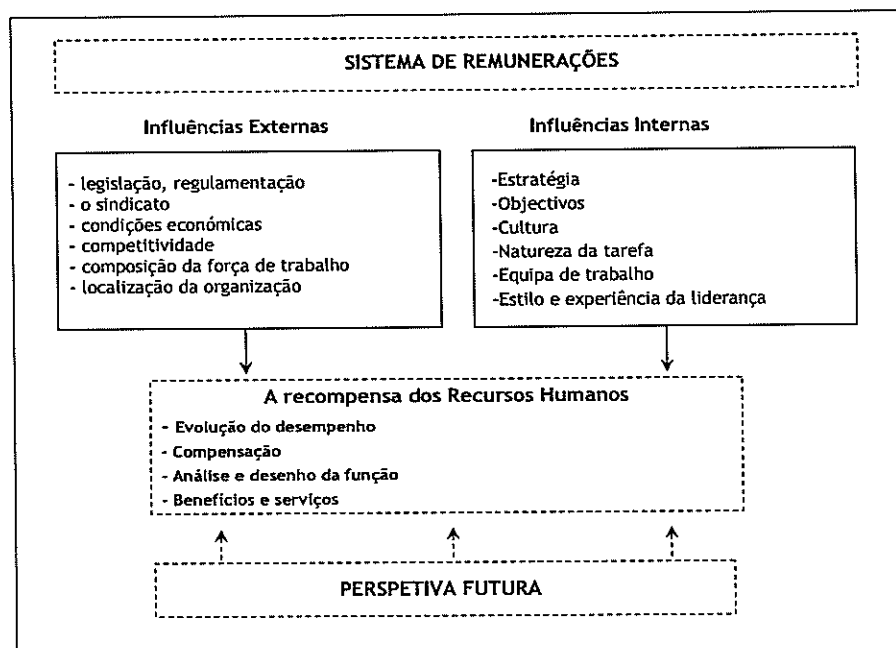 SISTEMA DE REMUNERAÇÕES
Influências Externas
- legislação, regulamentação
- o sindicato
- condições económicas
- competitividade
- composição da força de trabalho
- localização da organização
Influências Internas
-Estratégia
-Objectivos
-Cultura
-Natureza da tarefa
-Equipa de trabalho
-Estilo e experiência da liderança
A recompensa dos Recursos Humanos
- Evolução do desempenho
- Compensação
- Análise e desenho da função
- Benefícios e serviços
PERSPETIVA FUTURA